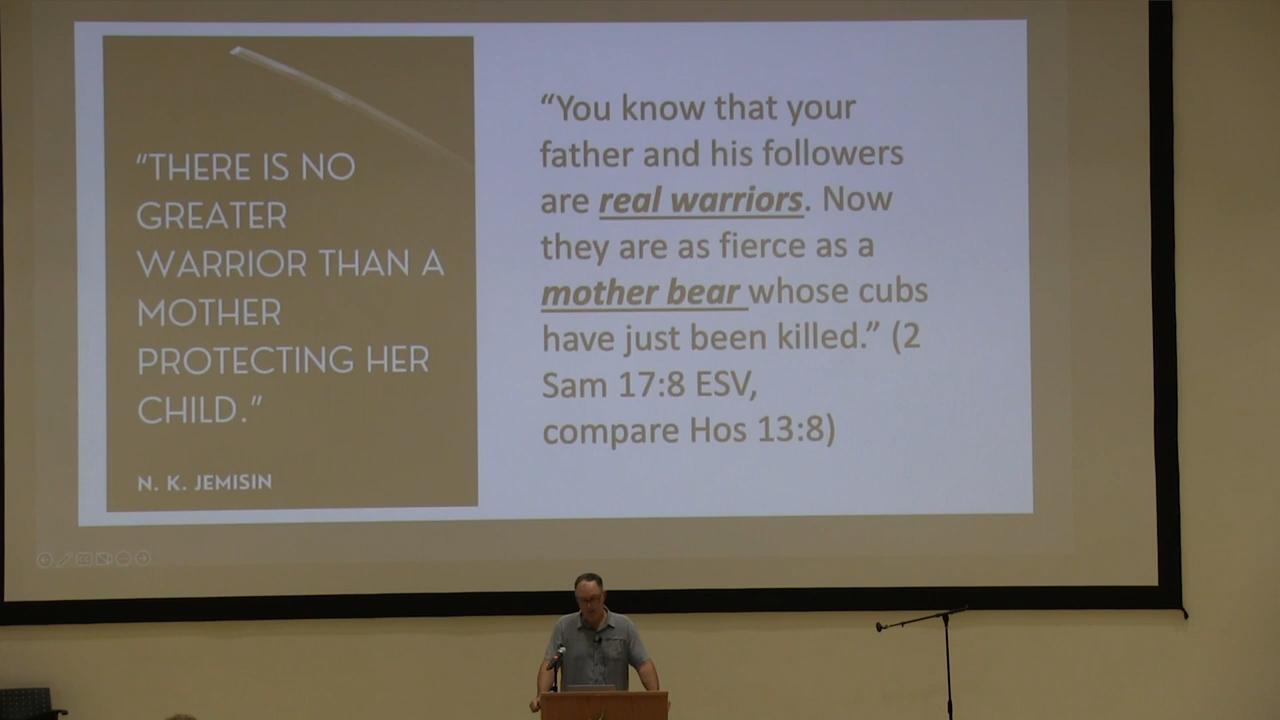 “THERE IS NO
GREATER
WARRIOR THAN A
MOTHER
PROTECTING HER
CHILD.”
N. K. JEMISIN
“You know that your
father and his followers
are real warriors. Now
they are as fierce as a
mother bear whose cubs
have just been killed.” (2
Sam 17:8 ESV,
compare Hos 13:8)